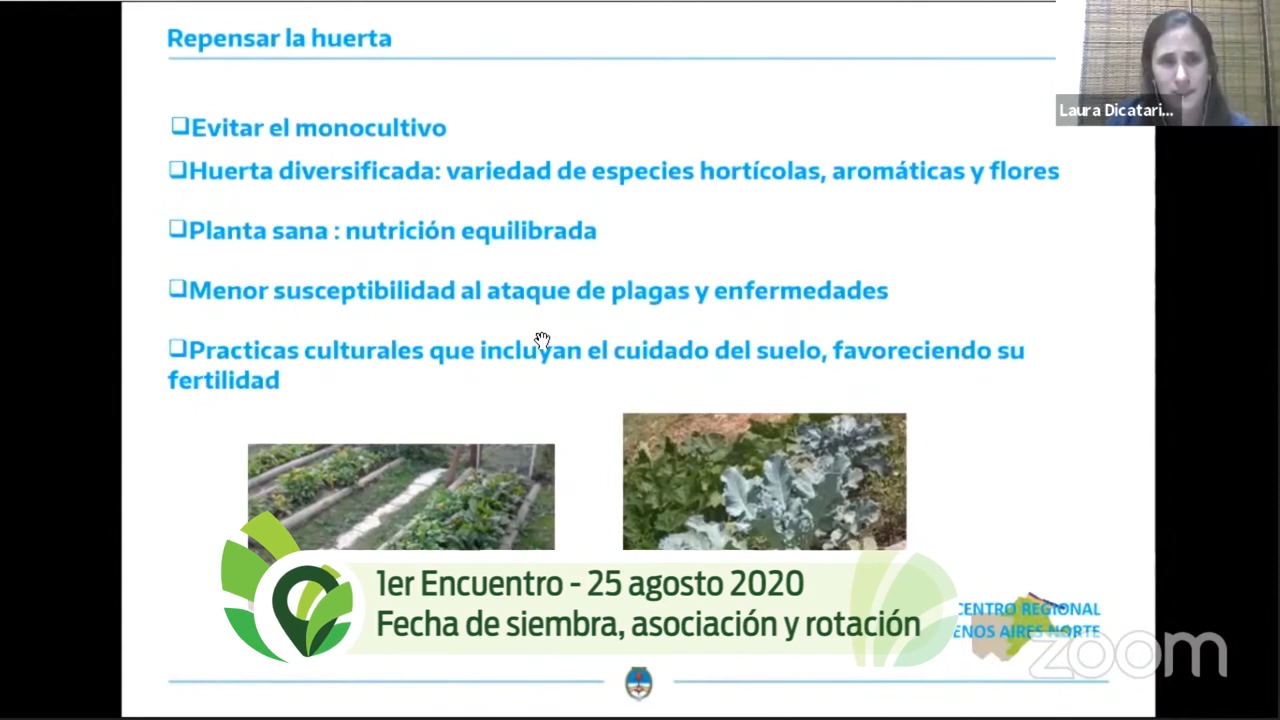 Repensar la huerta
Laura Dicatari...
❑Evitar el monocultivo
❑Huerta diversificada: variedad de especies hortícolas, aromáticas y flores
❑Planta sana : nutrición equilibrada
❑Menor susceptibilidad al ataque de plagas y enfermedades
❑Practicas culturales que incluyan el cuidado del suelo, favoreciendo su
fertilidad
1er Encuentro - 25 agosto 2020
Fecha de siembra, asociación y rotación
CENTRO REGIONAL
ENOS AIRES NORTE
zoom